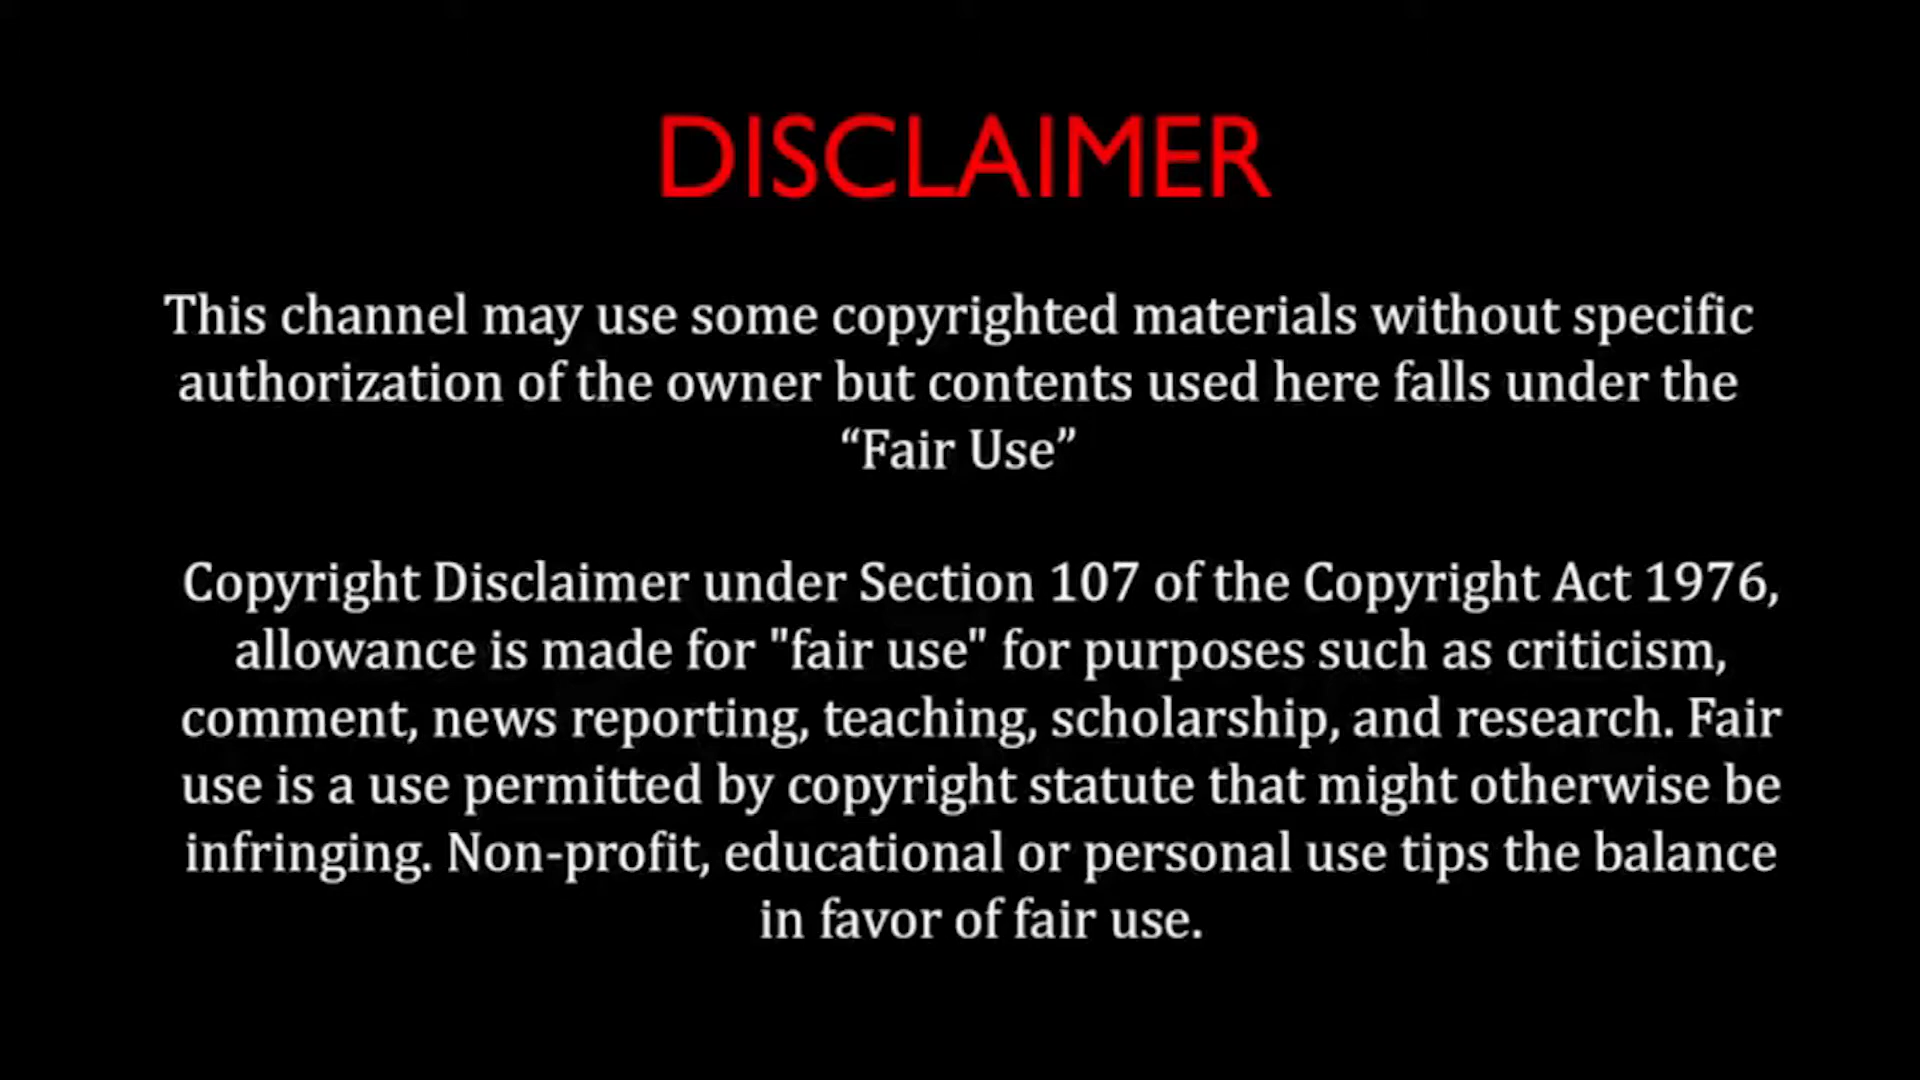 DISCLAIMER
This channel may use some copyrighted materials without specific
authorization of the owner but contents used here falls under the
“Fair Use”
Copyright Disclaimer under Section 107 of the Copyright Act 1976,
allowance is made for "fair use" for purposes such as criticism,
comment, news reporting, teaching, scholarship, and research. Fair
use is a use permitted by copyright statute that might otherwise be
infringing. Non-profit, educational or personal use tips the balance
in favor of fair use.